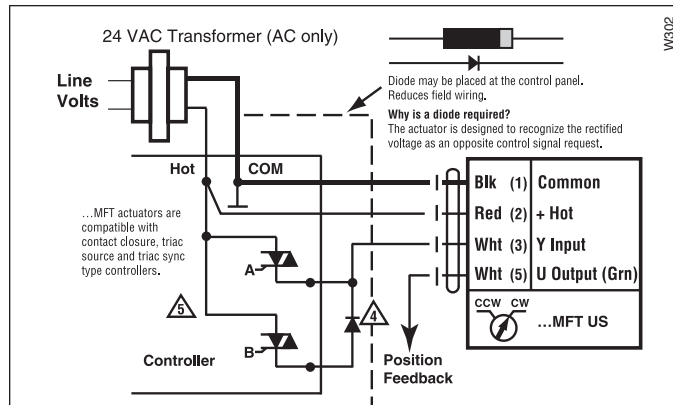 24 VAC Transformer (AC only)
W302
Line
Volts
Diode may be placed at the control panel.
Reduces field wiring.
Why is a diode required?
The actuator is designed to recognize the rectified
voltage as an opposite control signal request.
Hot
COM
Blk (1) Common
Red (2) + Hot
Wht (3) Y Input
Wht (5) U Output (Grn)
...MFT actuators are
compatible with
contact closure, triac
source and triac sync
type controllers.
A
5
4
CCW CW
...MFT US
B
Controller
Position
Feedback